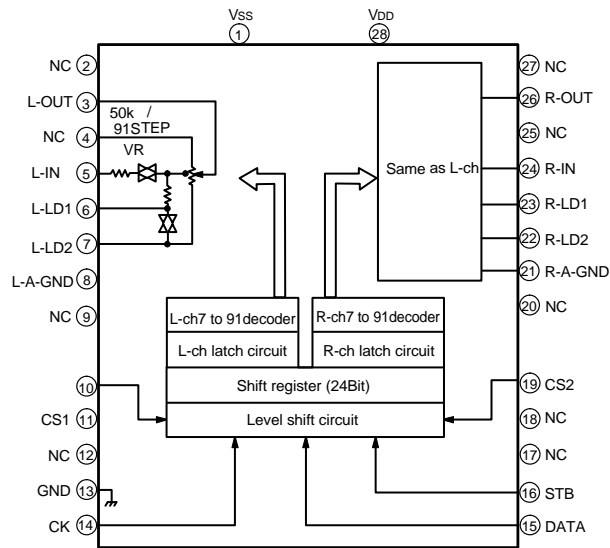 VSS
1
VDD
28
NC 2
L-OUT 3
NC 4
L-IN 5
L-LD1 6
L-LD2 7
L-A-GND 8
NC 9
10
CS1 11
NC 12
GND 13
CK 14
50k /
91STEP
VR
Same as L-ch
L-ch7 to 91decoder
R-ch7 to 91decoder
L-ch latch circuit
R-ch latch circuit
Shift register (24Bit)
Level shift circuit
27 NC
26 R-OUT
25 NC
24 R-IN
23 R-LD1
22 R-LD2
21 R-A-GND
20 NC
19 CS2
18 NC
17 NC
16 STB
15 DATA